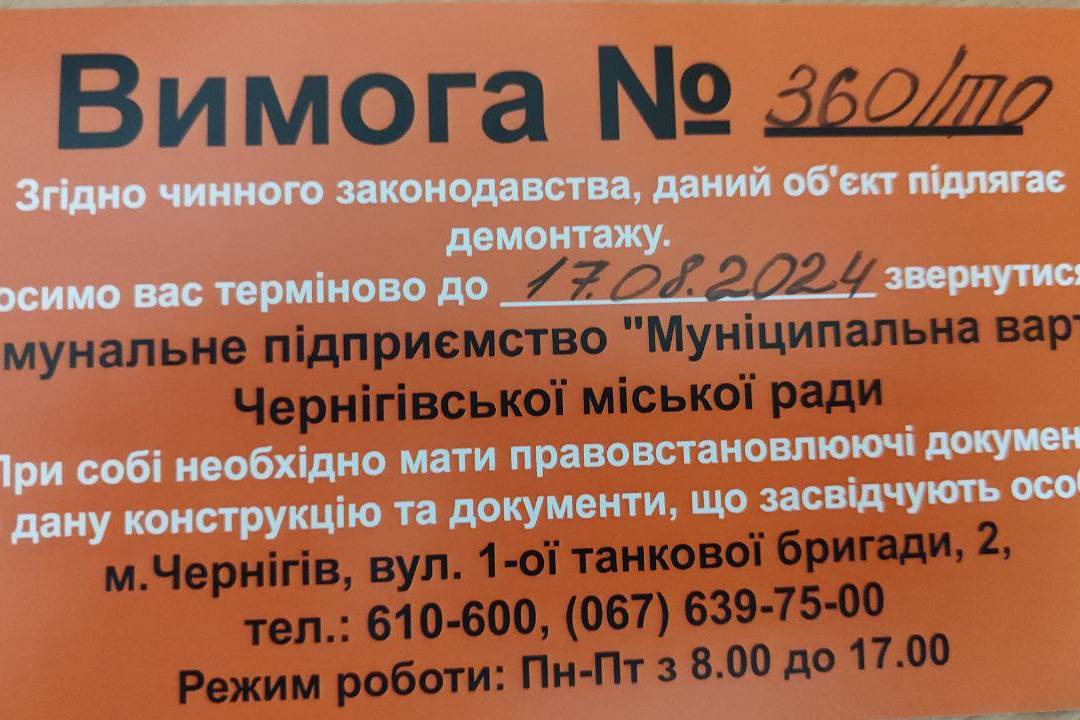 Вимога № 360/то
Згідно чинного законодавства, даний об'єкт підлягає
демонтажу.
осимо вас терміново до 17.08.2024 звернутися
мунальне підприємство "Муніципальна варт
Чернігівської міської ради
При собі необхідно мати правовстановлюючі докумен
дану конструкцію та документи, що засвідчують особ
м.Чернігів, вул. 1-ої танкової бригади, 2,
тел.: 610-600, (067) 639-75-00
Режим роботи: Пн-Пт з 8.00 до 17.00